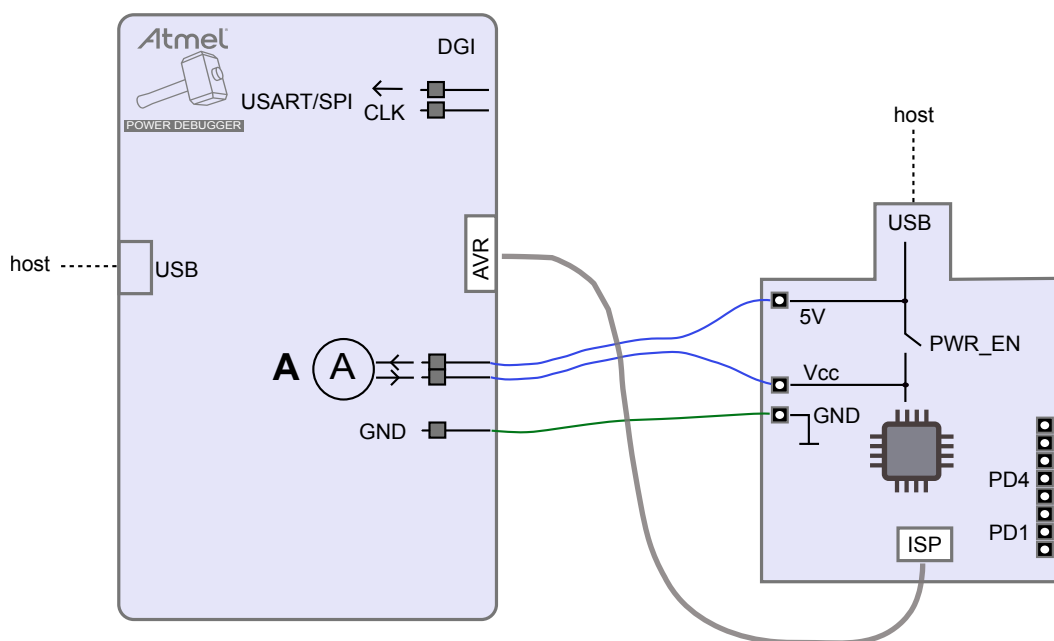 Atmel
POWER DEBUGGER
DGI
USART/SPI
CLK
host
USB
AVR
A
A
GND
host
USB
5V
PWR_EN
Vcc
GND
PD4
PD1
ISP